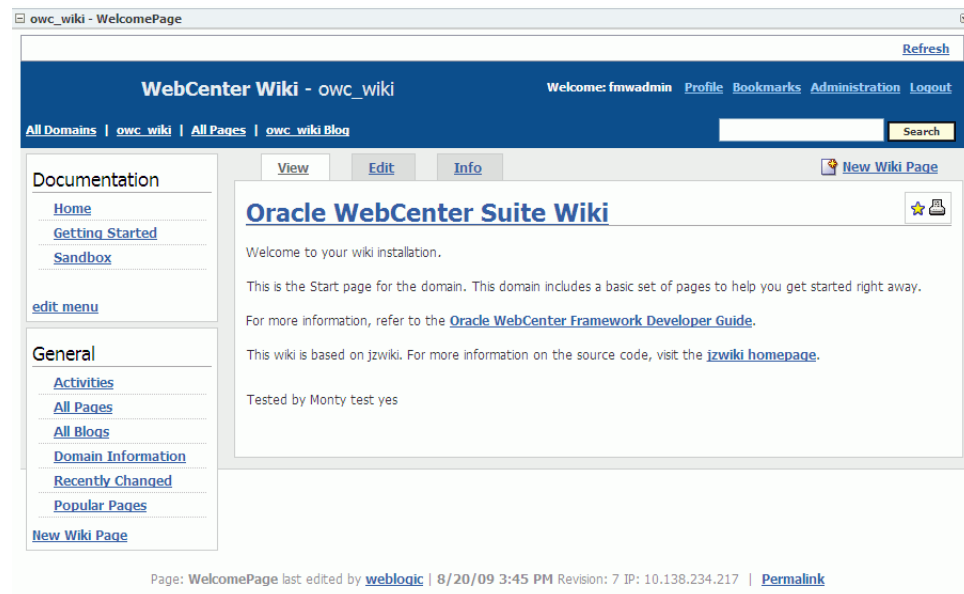 owc_wiki - WelcomePage
Refresh
WebCenter Wiki - owc_wiki
Welcome: fmwadmin Profile Bookmarks Administration Logout
All Domains | owc_wiki | All Pages | owc_wiki Blog
Search
Documentation
Home
Getting Started
Sandbox
edit menu
General
Activities
All Pages
All Blogs
Domain Information
Recently Changed
Popular Pages
New Wiki Page
View Edit Info
New Wiki Page
Oracle WebCenter Suite Wiki
Welcome to your wiki installation.
This is the Start page for the domain. This domain includes a basic set of pages to help you get started right away.
For more information, refer to the Oracle WebCenter Framework Developer Guide.
This wiki is based on jzwiki. For more information on the source code, visit the jzwiki homepage.
Tested by Monty test yes
Page: WelcomePage last edited by weblogic | 8/20/09 3:45 PM Revision: 7 IP: 10.138.234.217 | Permalink